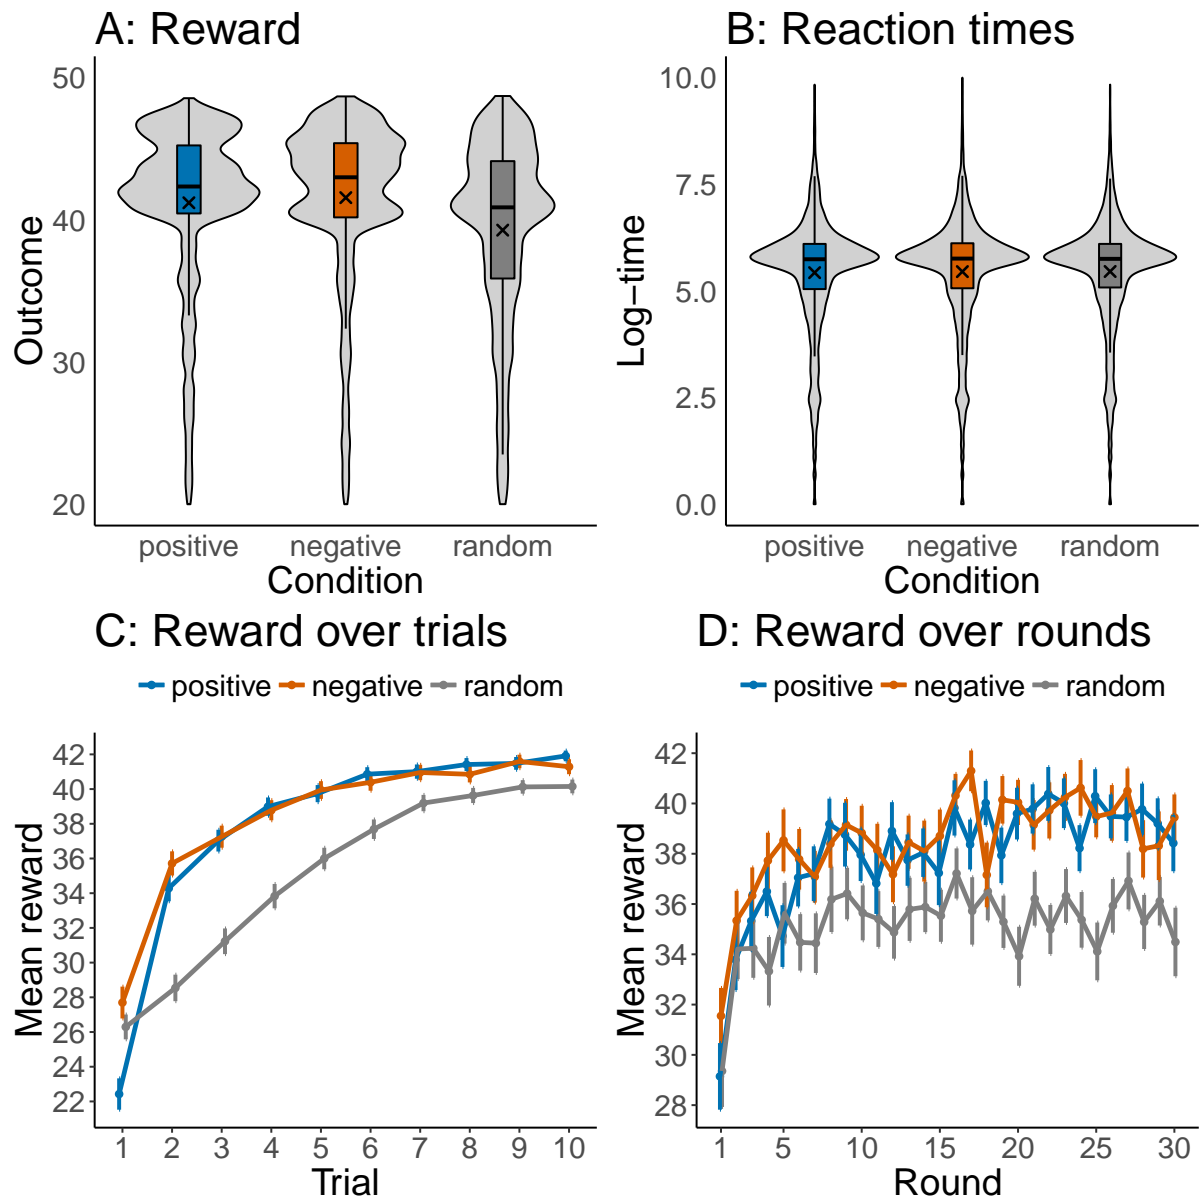 A: Reward
50
40
30
20
Outcome
positive negative random
Condition
B: Reaction times
10.0
7.5
5.0
2.5
0.0
Log−time
positive negative random
Condition
C: Reward over trials
positive negative random
42
40
38
36
34
32
30
28
26
24
22
Mean reward
1 2 3 4 5 6 7 8 9 10
Trial
D: Reward over rounds
positive negative random
42
40
38
36
34
32
30
28
Mean reward
1 5 10 15 20 25 30
Round